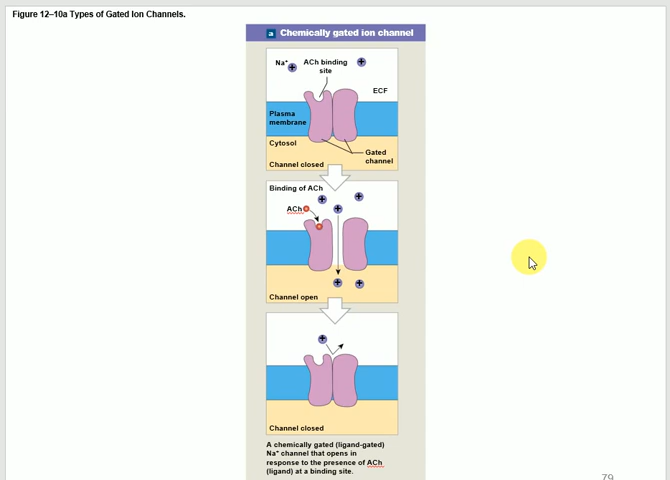 Figure 12–10a Types of Gated Ion Channels.
a Chemically gated ion channel
Na+
+
+
ACh binding
site
ECF
Plasma
membrane
Cytosol
Gated
channel
Channel closed
Binding of ACh
+
+
ACh
+
+
+
Channel open
+
Channel closed
A chemically gated (ligand-gated)
Na+ channel that opens in
response to the presence of ACh
(ligand) at a binding site.
79